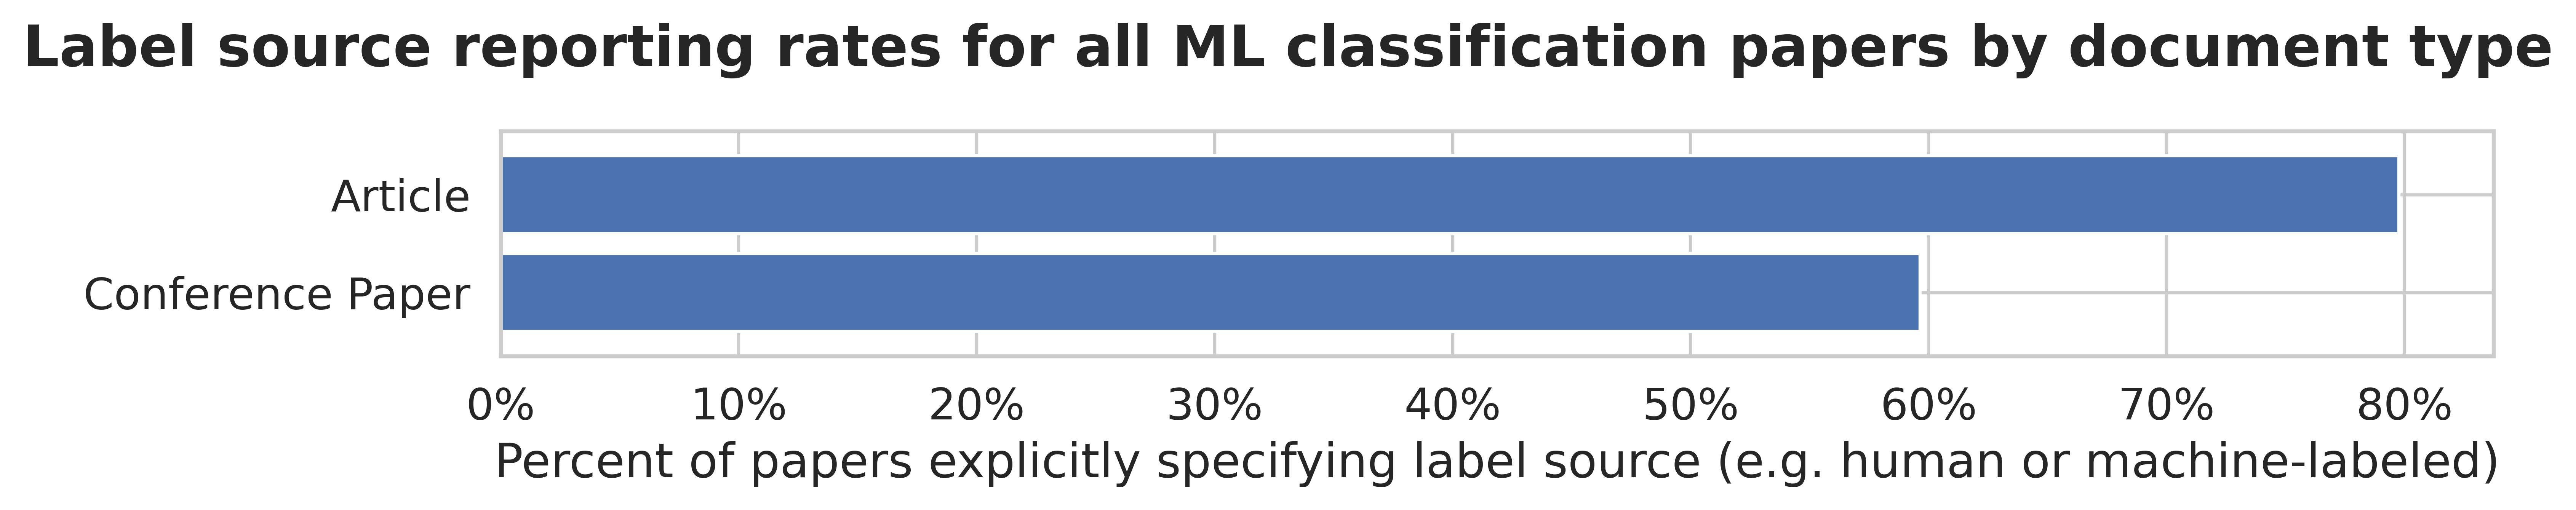 Label source reporting rates for all ML classification papers by document type
Article
Conference Paper
0% 10% 20% 30% 40% 50% 60% 70% 80%
Percent of papers explicitly specifying label source (e.g. human or machine-labeled)